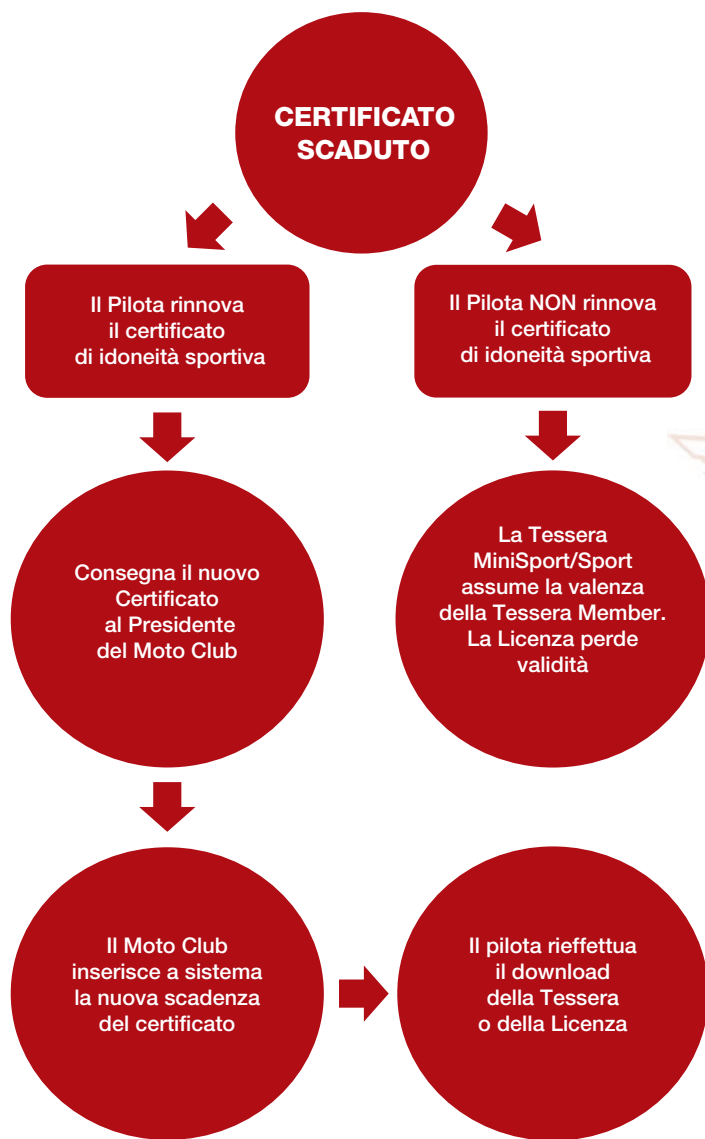 CERTIFICATO
SCADUTO
Il Pilota rinnova
il certificato
di idoneità sportiva
Il Pilota NON rinnova
il certificato
di idoneità sportiva
Consegna il nuovo
Certificato
al Presidente
del Moto Club
La Tessera
MiniSport/Sport
assume la valenza
della Tessera Member.
La Licenza perde
validità
Il Moto Club
inserisce a sistema
la nuova scadenza
del certificato
Il pilota rieffettua
il download
della Tessera
o della Licenza